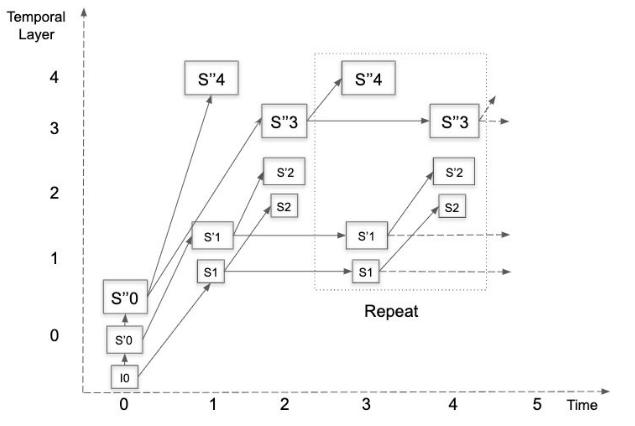 Temporal
Layer
4
3
2
1
0
S"4
S"4
S"3
S"3
S'2
S'2
S2
S2
S'1
S'1
S1
S1
S"0
S'0
I0
Repeat
0 1 2 3 4 5 Time